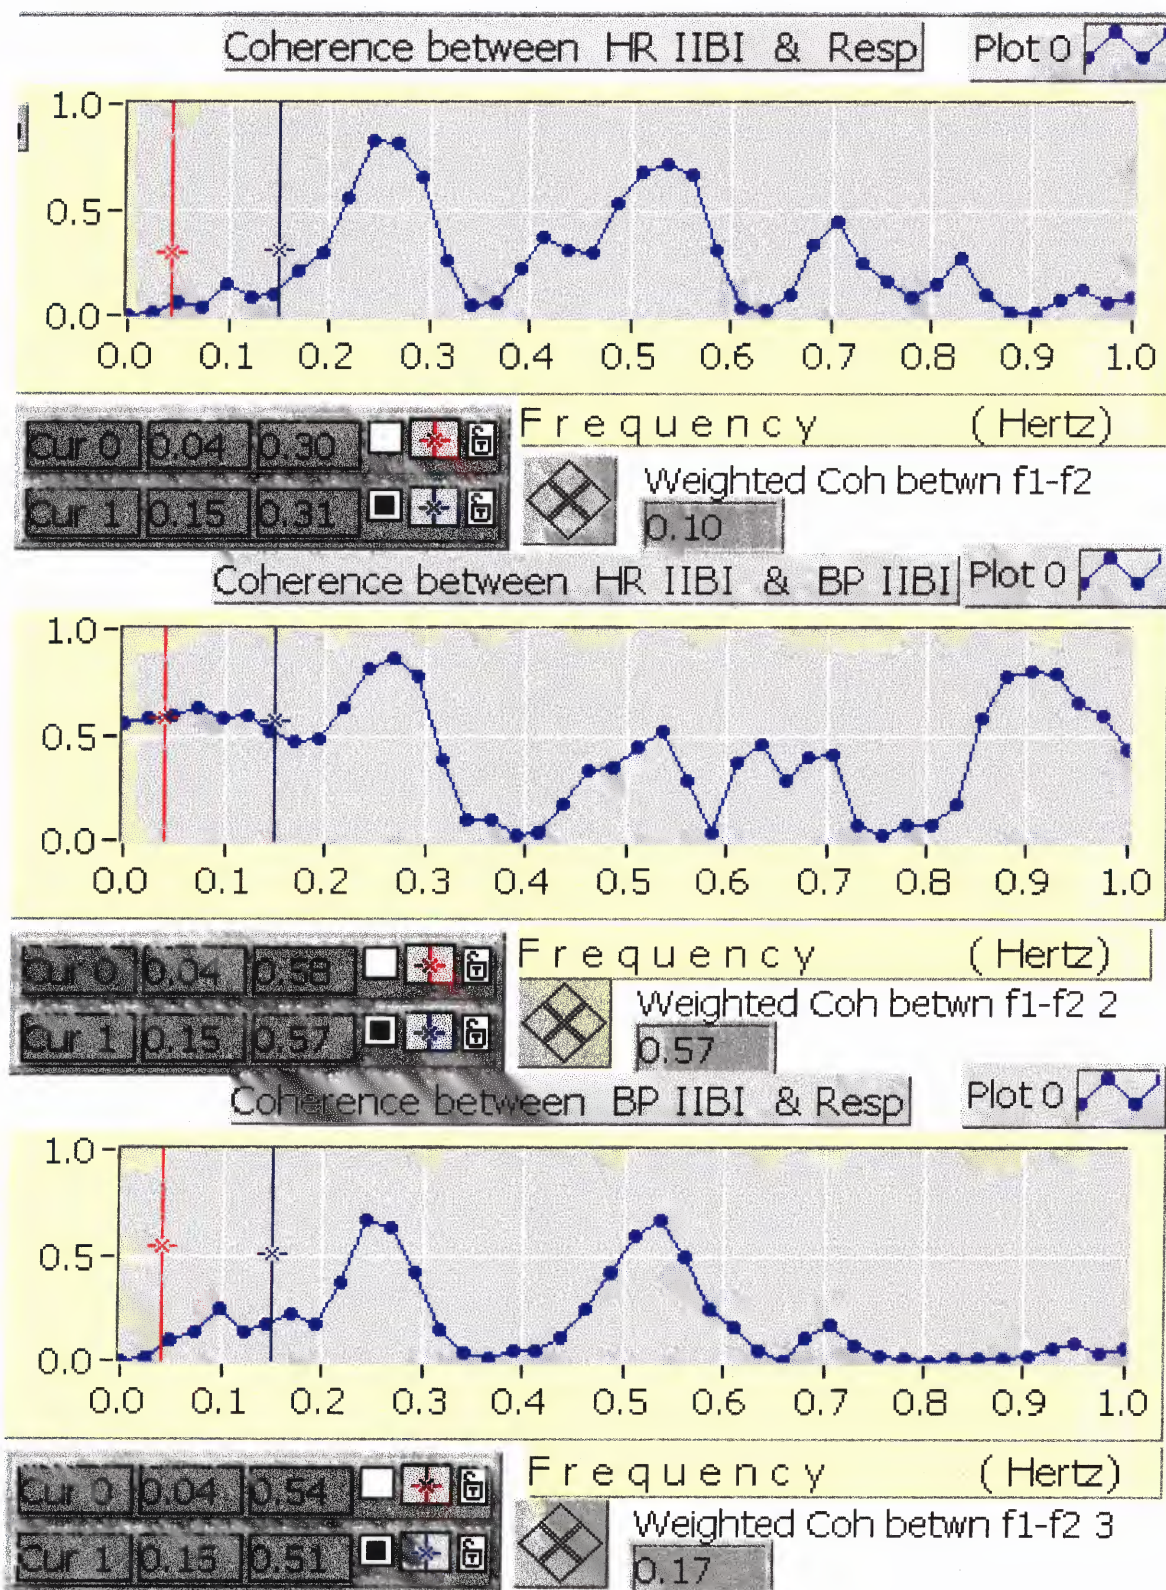 Coherence between HR IIBI & Resp Plot 0
1.0
0.5
0.0
0.0 0.1 0.2 0.3 0.4 0.5 0.6 0.7 0.8 0.9 1.0
Cur 0 0.04 0.30
Frequency (Hertz)
Cur 1 0.15 0.31
Weighted Coh betwn f1-f2
0.10
Coherence between HR IIBI & BP IIBI Plot 0
1.0
0.5
0.0
0.0 0.1 0.2 0.3 0.4 0.5 0.6 0.7 0.8 0.9 1.0
Cur 0 0.04 0.58
Frequency (Hertz)
Cur 1 0.15 0.57
Weighted Coh betwn f1-f2 2
0.57
Coherence between BP IIBI & Resp Plot 0
1.0
0.5
0.0
0.0 0.1 0.2 0.3 0.4 0.5 0.6 0.7 0.8 0.9 1.0
Cur 0 0.04 0.54
Frequency (Hertz)
Cur 1 0.15 0.51
Weighted Coh betwn f1-f2 3
0.17